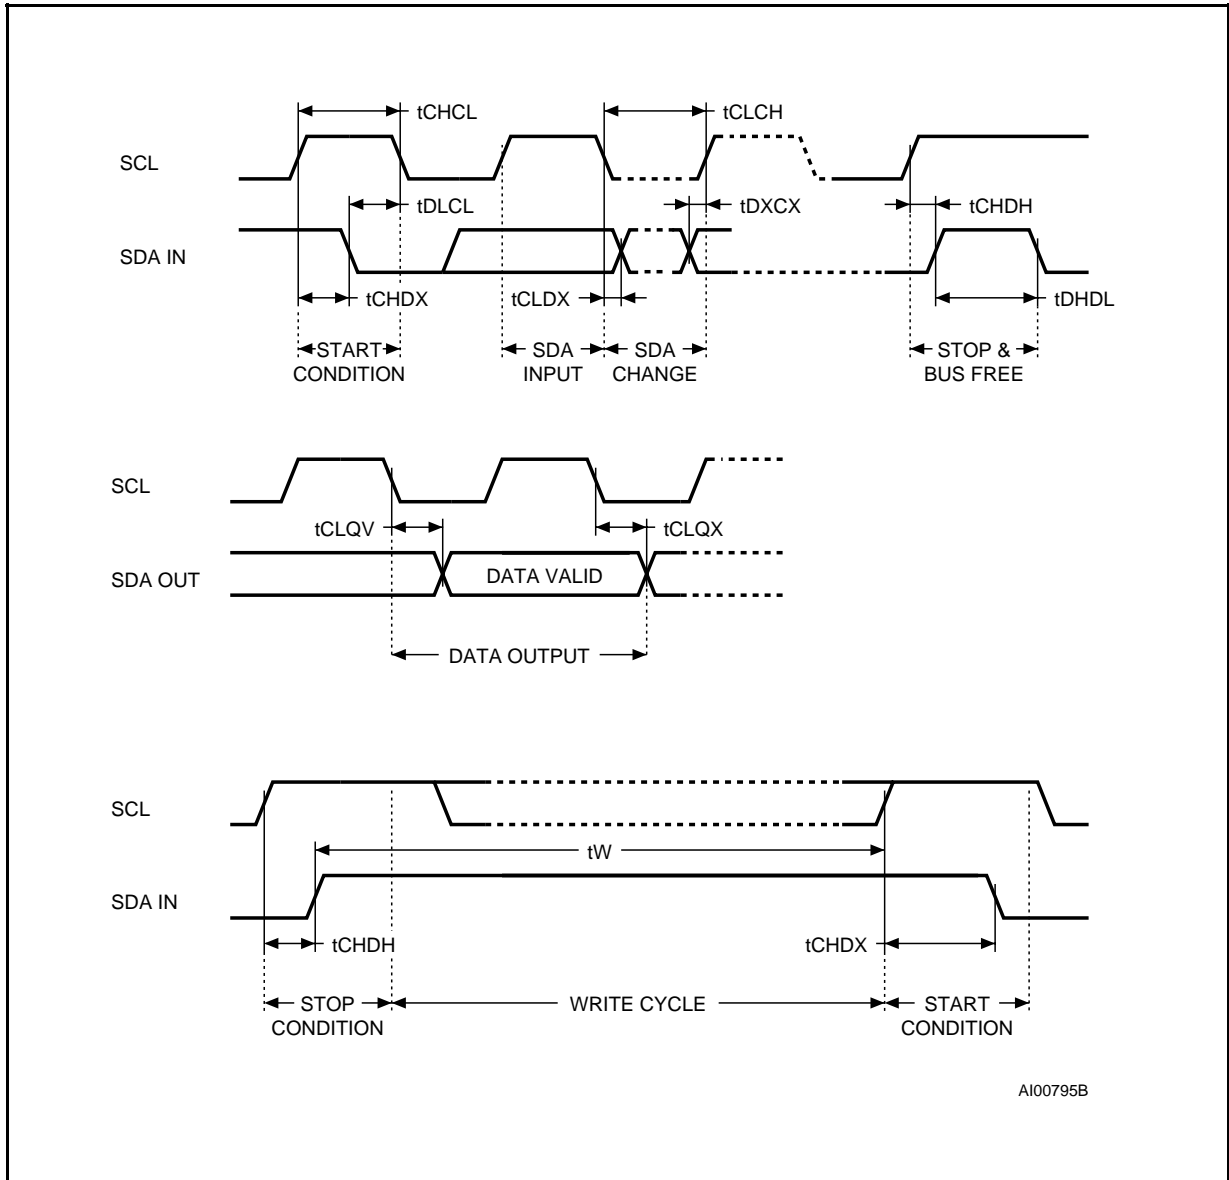 tCHCL
tCLCH
SCL
tDLCL
tDXCX
tCHDH
SDA IN
tCHDX
tCLDX
tDHDL
START
CONDITION
SDA
INPUT
SDA
CHANGE
STOP &
BUS FREE
SCL
tCLQV
tCLQX
SDA OUT
DATA VALID
DATA OUTPUT
SCL
tW
SDA IN
tCHDH
tCHDX
STOP
CONDITION
WRITE CYCLE
START
CONDITION
AI00795B